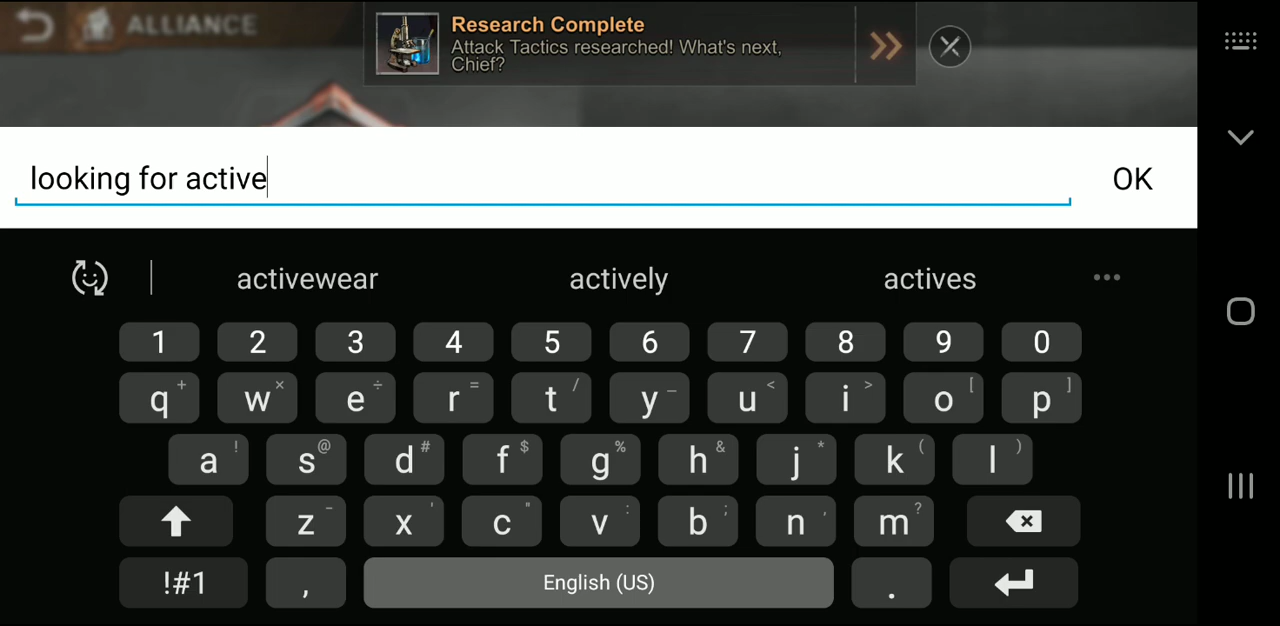 ALLIANCE
Research Complete
Attack Tactics researched! What's next,
Chief?
looking for active
OK
activewear actively actives
1 2 3 4 5 6 7 8 9 0
q + w × e ÷ r = t / y _ u < i > o [ p ]
a ! s @ d # f $ g % h & j * k ( l )
z - x ' c " v : b ; n , m ?
!#1 , English (US) .